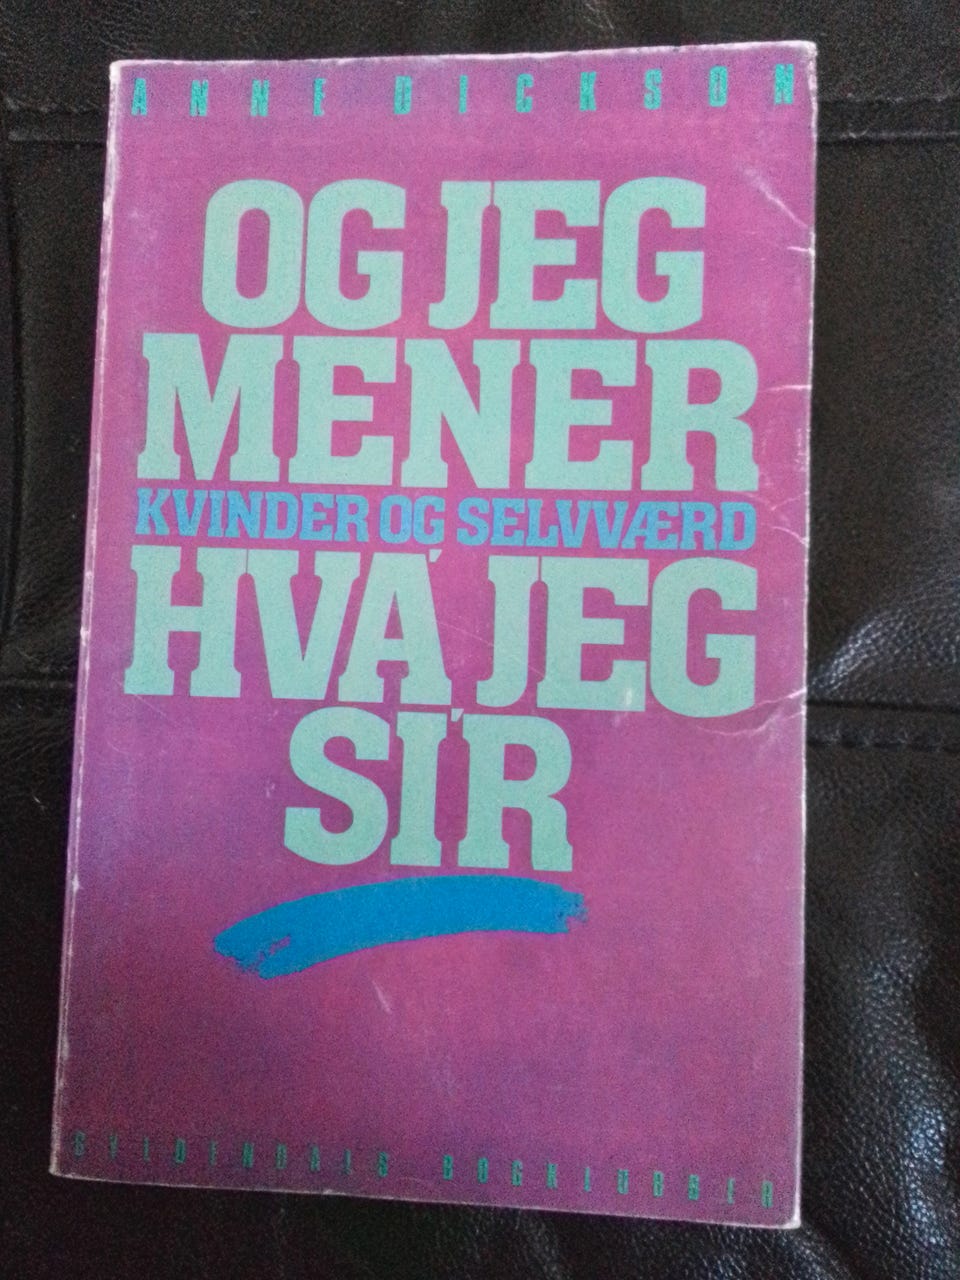 ANNE DICKSON
OG JEG
MENER
KVINDER OG SELVVÆRD
HVA' JEG
SI'R
GYLDENDALS BOGKLUBBER